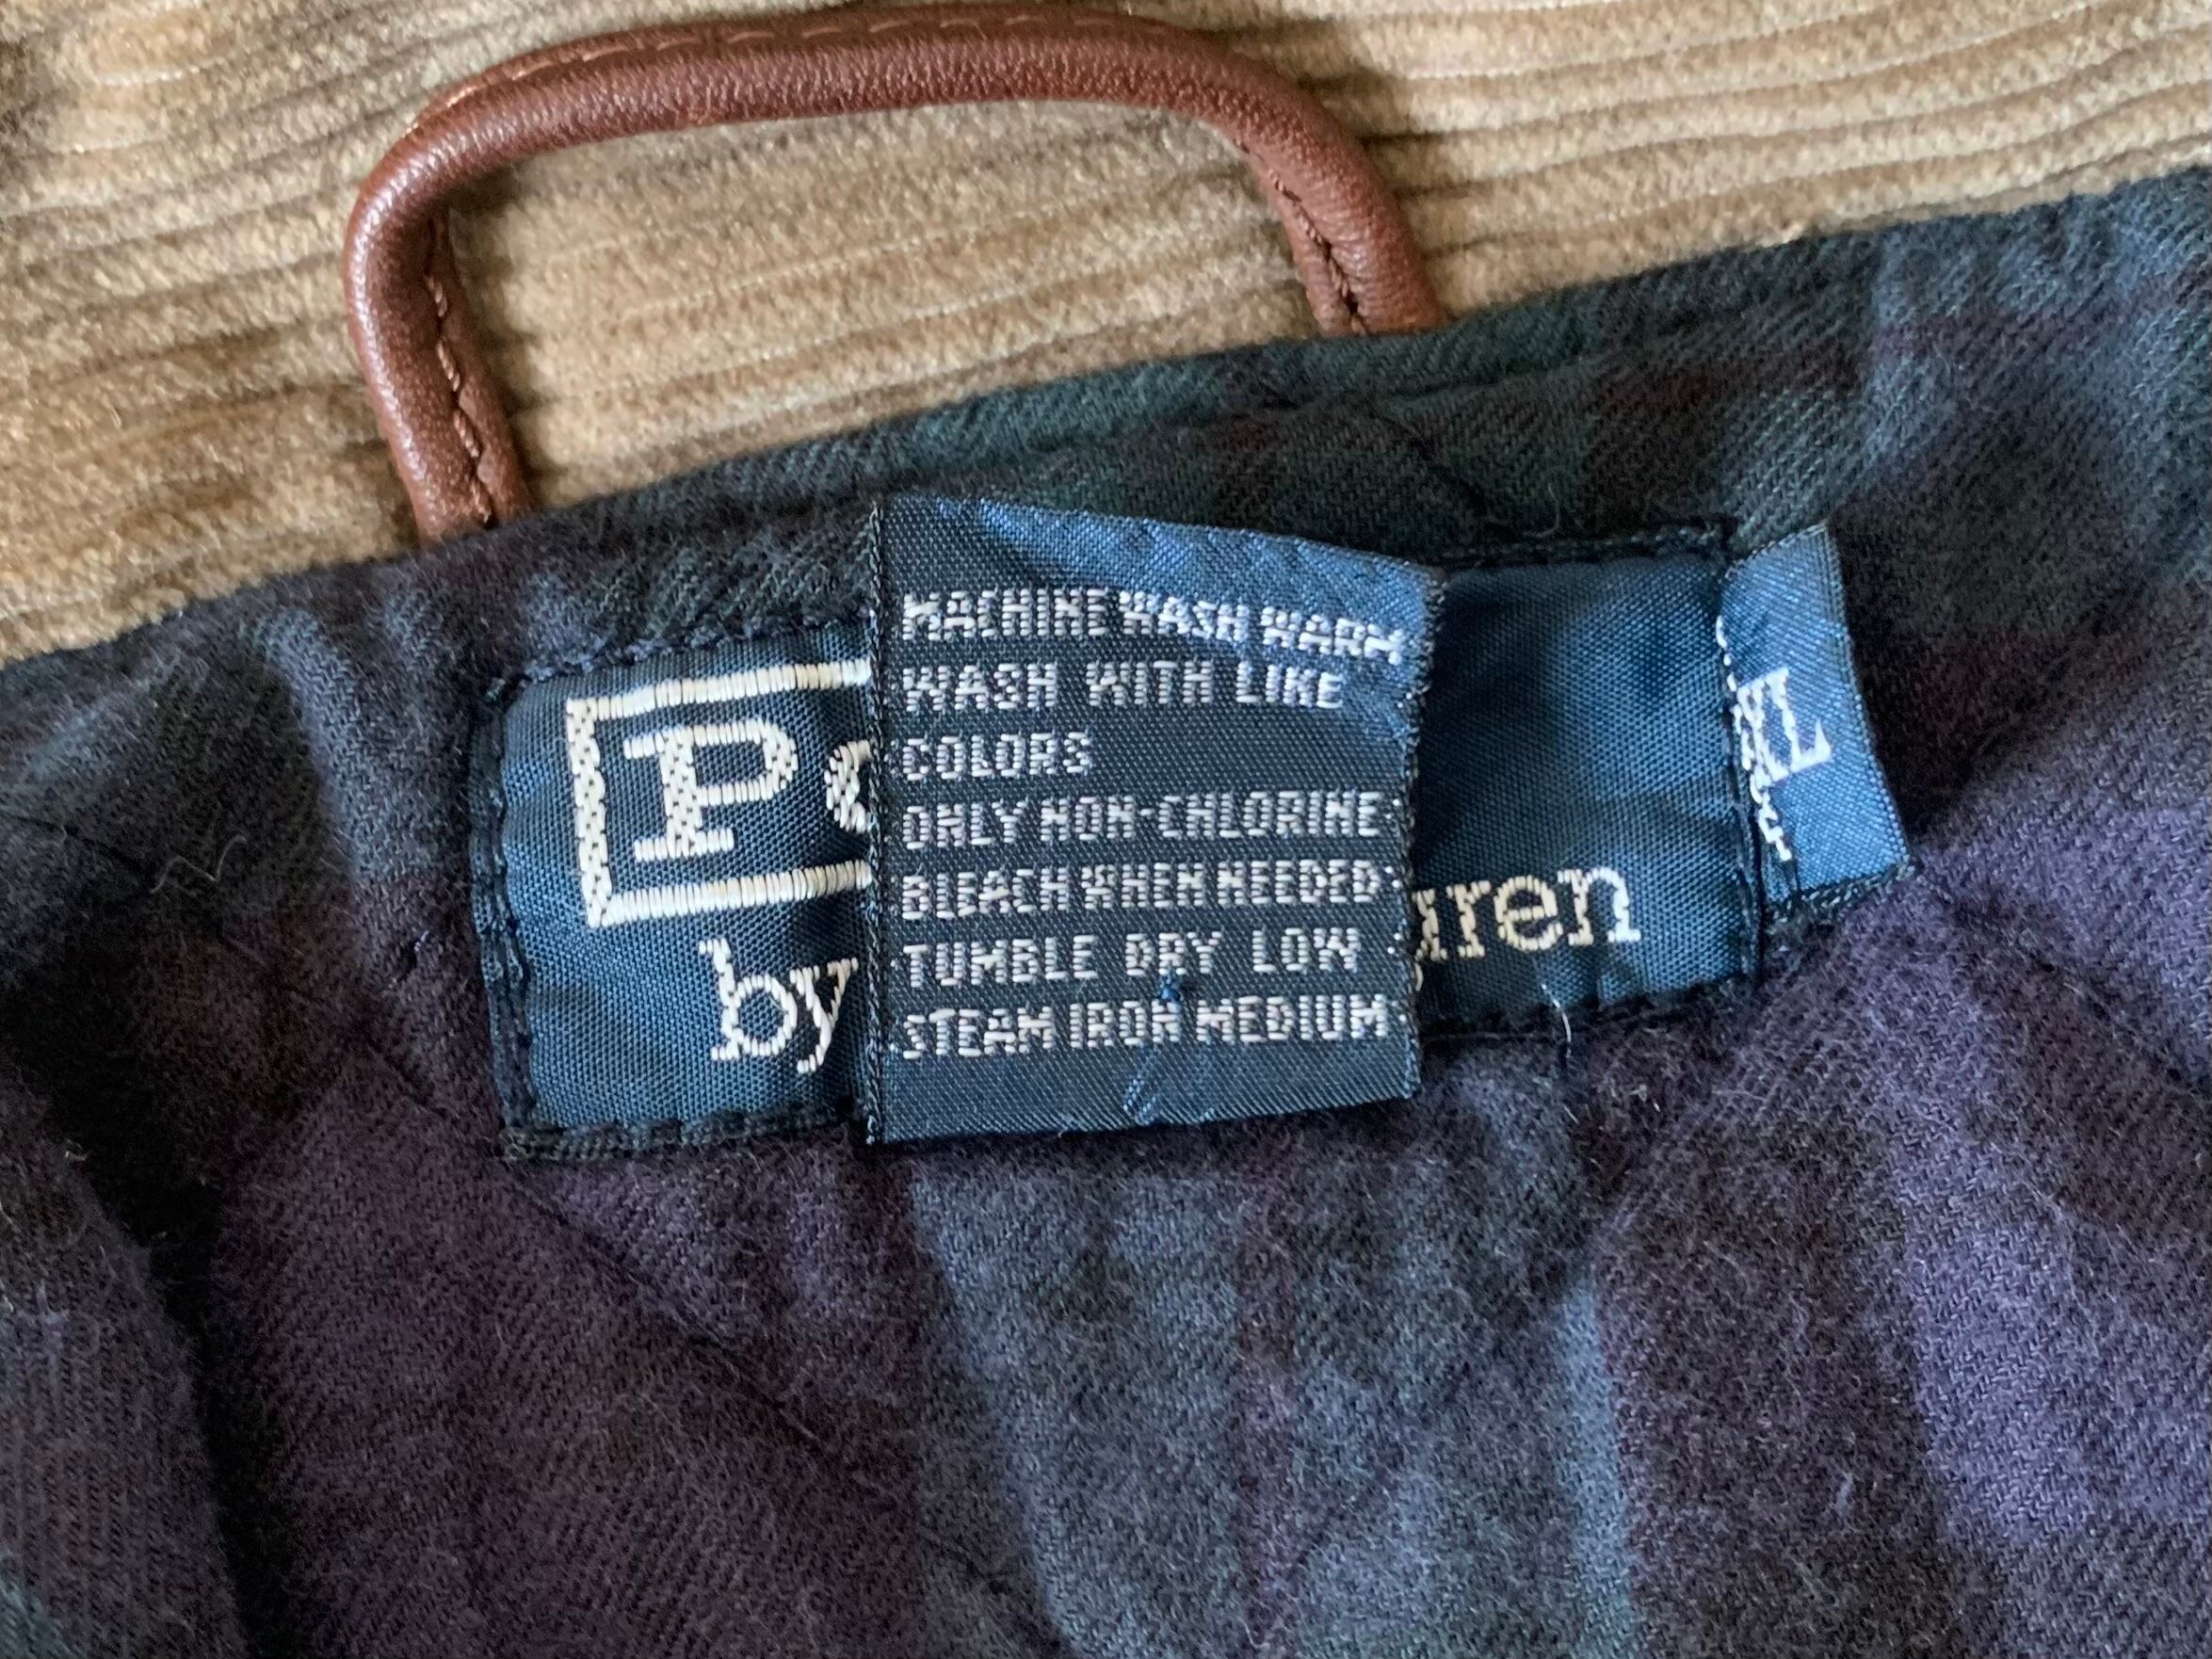 MACHINE WASH WARM
WASH WITH LIKE
COLORS
ONLY NON-CHLORINE
BLEACH WHEN NEEDED
TUMBLE DRY LOW
STEAM IRON MEDIUM
Po
by
uren
XL